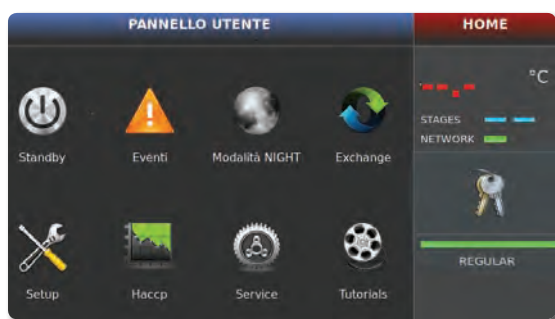 PANNELLO UTENTE
HOME
Standby
Eventi
Modalità NIGHT
Exchange
Setup
Haccp
Service
Tutorials
--.-
°C
STAGES -- --
NETWORK --
REGULAR